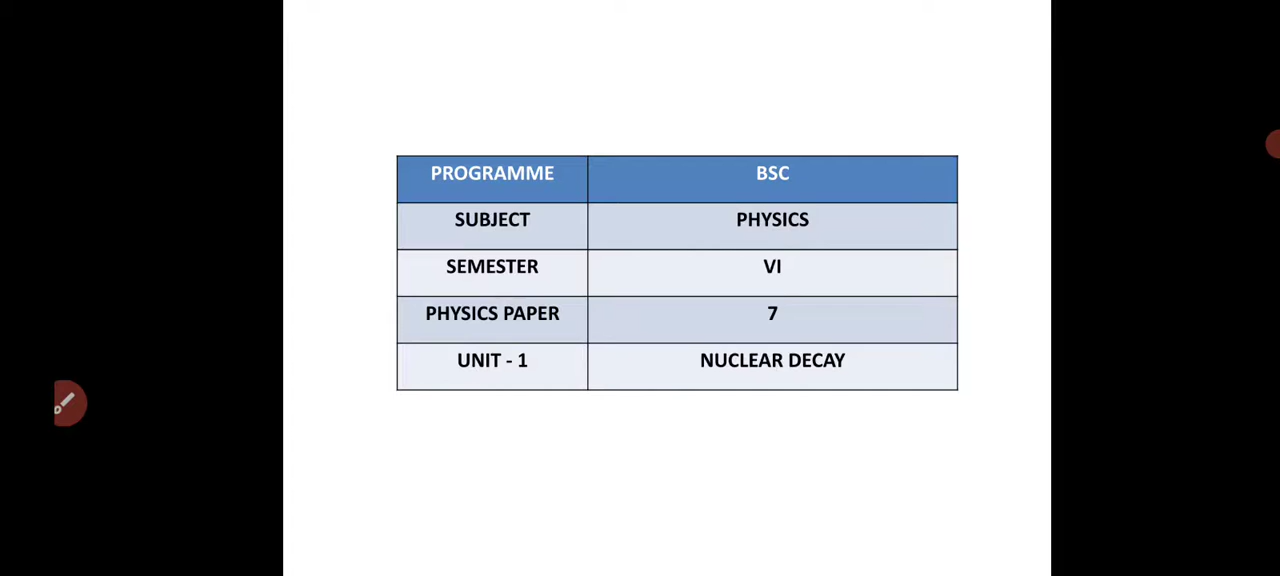 PROGRAMME BSC
SUBJECT PHYSICS
SEMESTER VI
PHYSICS PAPER 7
UNIT - 1 NUCLEAR DECAY